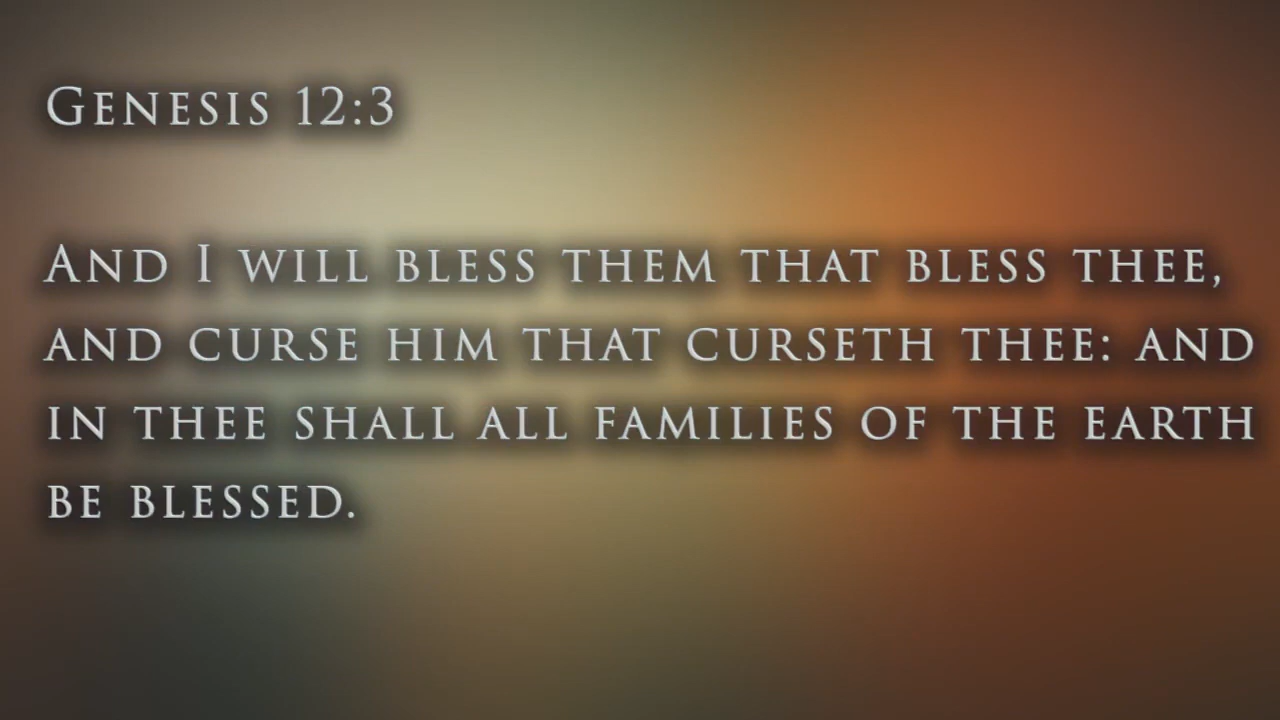 Genesis 12:3
And I will bless them that bless thee,
and curse him that curseth thee: and
in thee shall all families of the earth
be blessed.